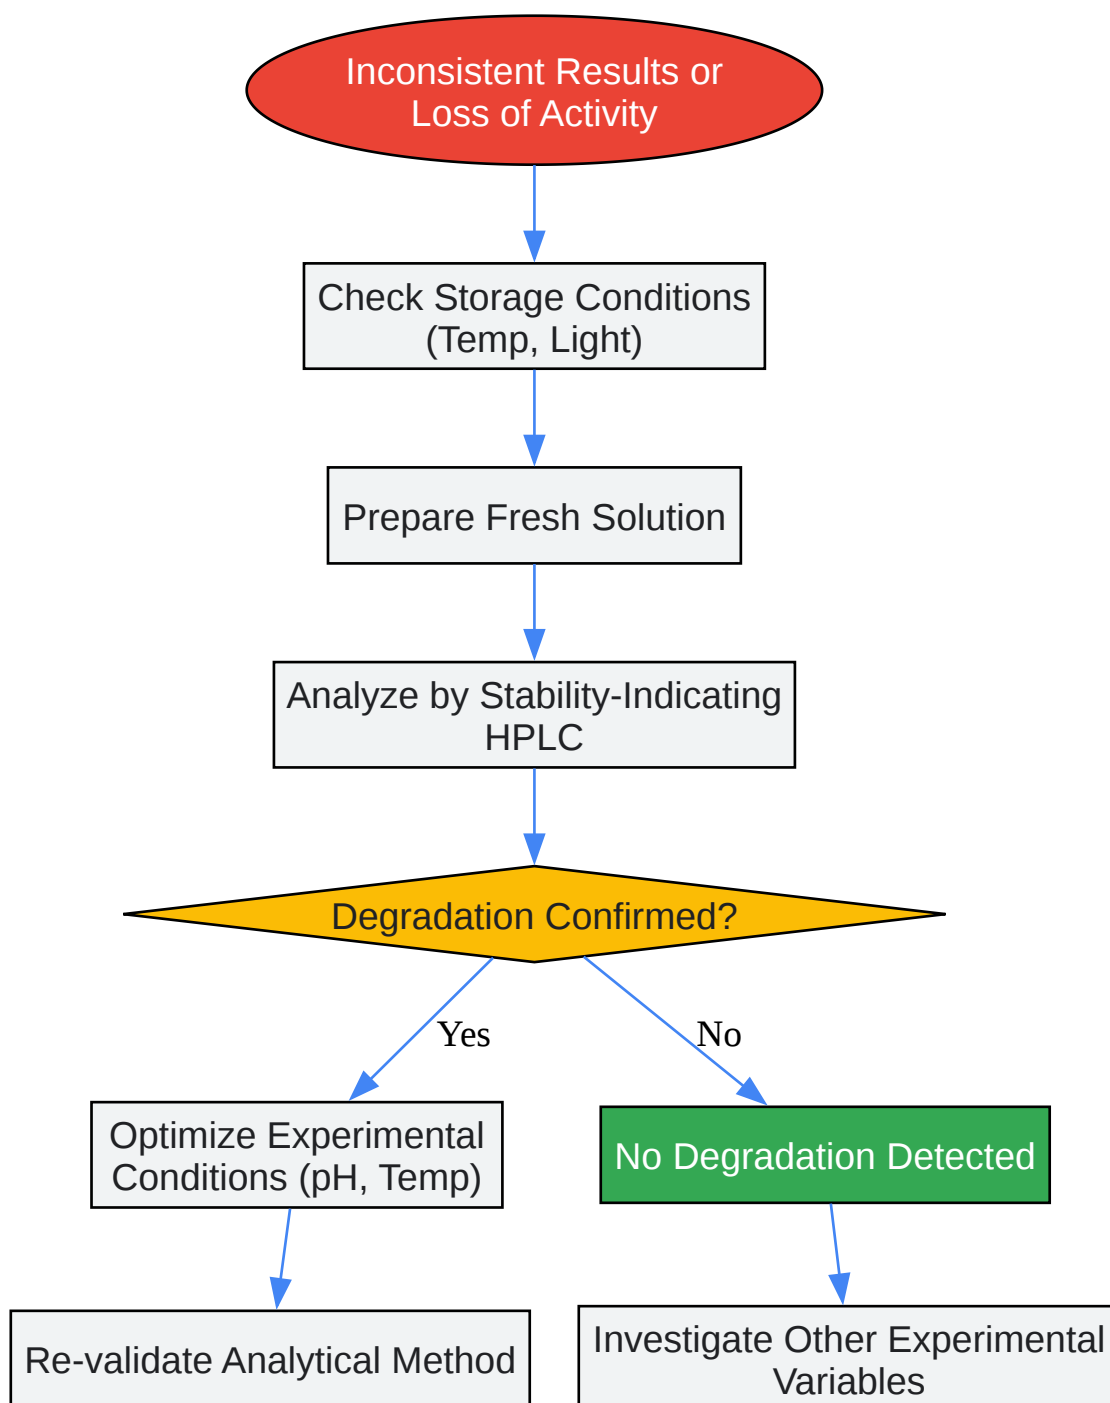 Inconsistent Results or
Loss of Activity
Check Storage Conditions
(Temp, Light)
Prepare Fresh Solution
Analyze by Stability-Indicating
HPLC
Degradation Confirmed?
Yes
No
Optimize Experimental
Conditions (pH, Temp)
No Degradation Detected
Re-validate Analytical Method
Investigate Other Experimental
Variables